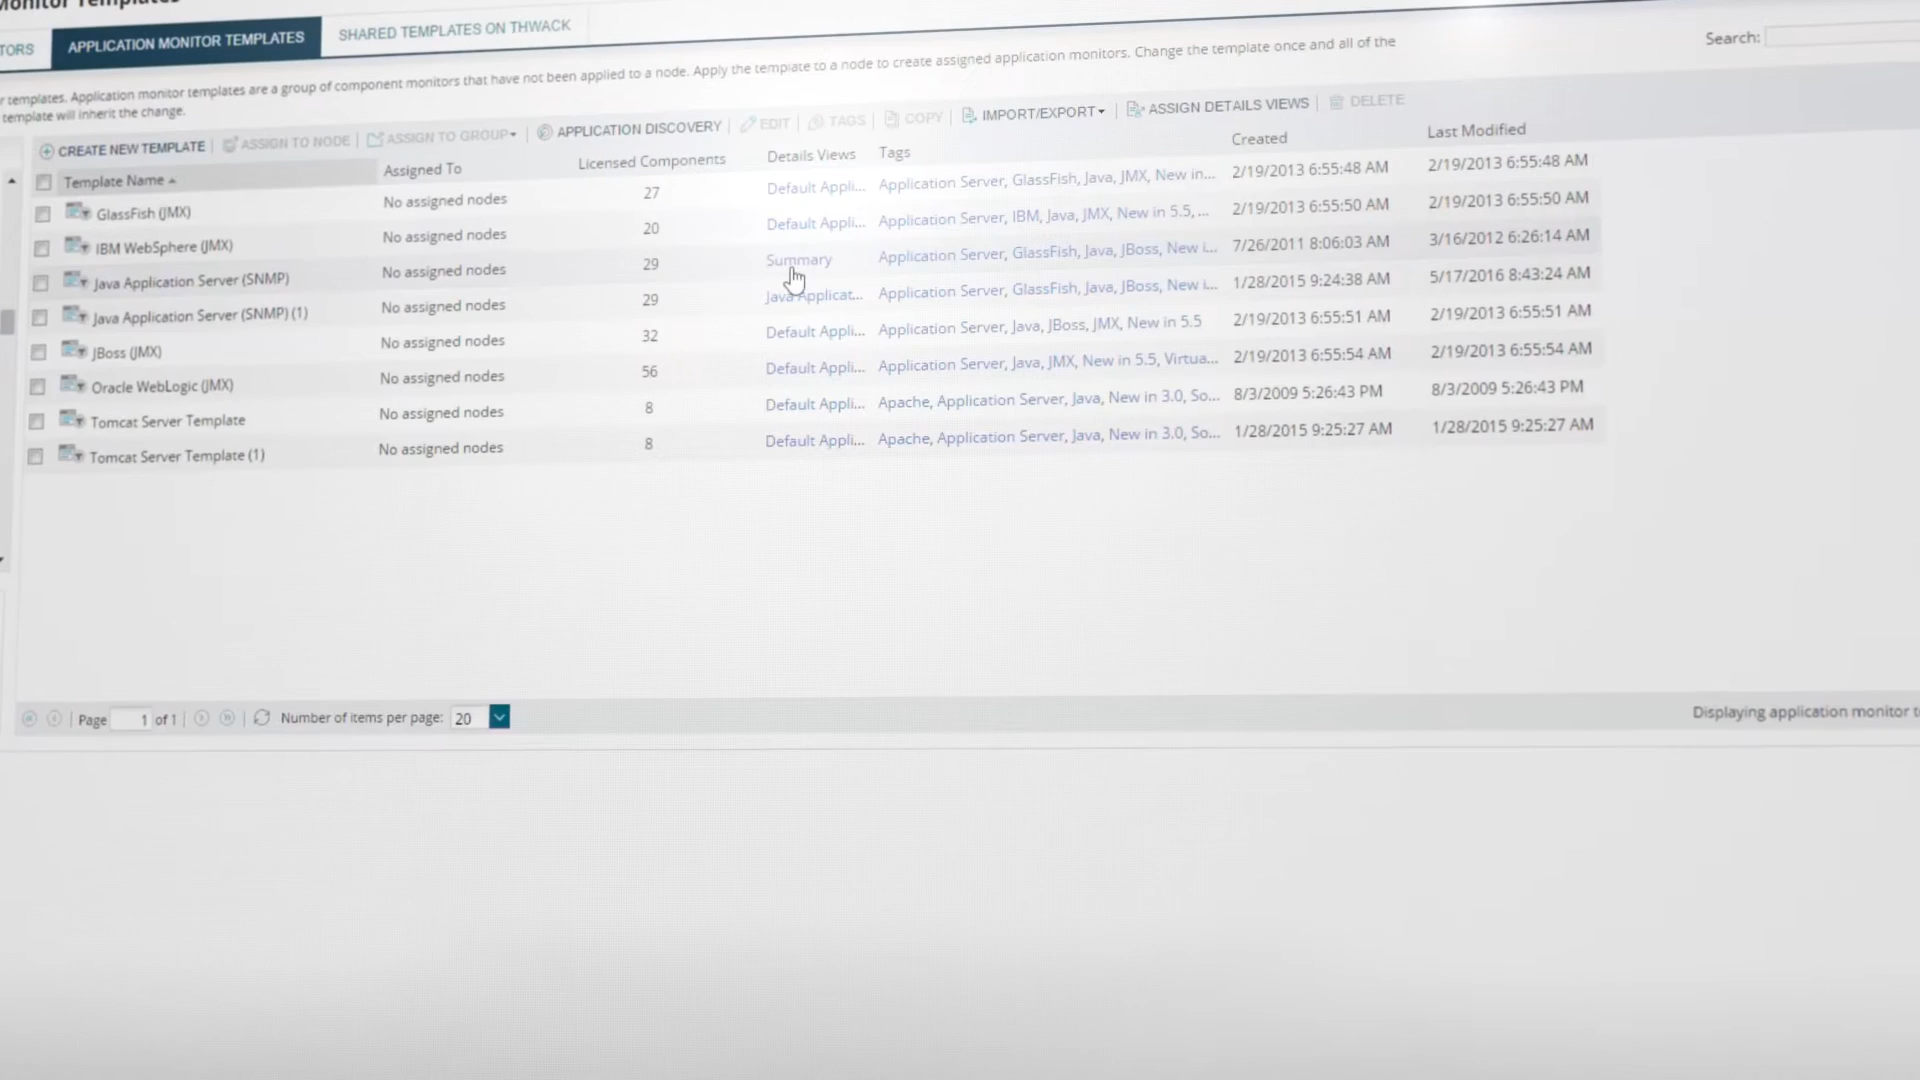 Monitor Templates
TORS
APPLICATION MONITOR TEMPLATES
SHARED TEMPLATES ON THWACK
Search:
r templates. Application monitor templates are a group of component monitors that have not been applied to a node. Apply the template to a node to create assigned application monitors. Change the template once and all of the
template will inherit the change.
CREATE NEW TEMPLATE ASSIGN TO NODE ASSIGN TO GROUP APPLICATION DISCOVERY EDIT TAGS COPY IMPORT/EXPORT ASSIGN DETAILS VIEWS DELETE
Template Name Assigned To Licensed Components Details Views Tags Created Last Modified
GlassFish (JMX) No assigned nodes 27 Default Appli... Application Server, GlassFish, Java, JMX, New in... 2/19/2013 6:55:48 AM 2/19/2013 6:55:48 AM
IBM WebSphere (JMX) No assigned nodes 20 Default Appli... Application Server, IBM, Java, JMX, New in 5.5, ... 2/19/2013 6:55:50 AM 2/19/2013 6:55:50 AM
Java Application Server (SNMP) No assigned nodes 29 Summary Application Server, GlassFish, Java, JBoss, New i... 7/26/2011 8:06:03 AM 3/16/2012 6:26:14 AM
Java Application Server (SNMP) (1) No assigned nodes 29 Java Applicat... Application Server, GlassFish, Java, JBoss, New i... 1/28/2015 9:24:38 AM 5/17/2016 8:43:24 AM
JBoss (JMX) No assigned nodes 32 Default Appli... Application Server, Java, JBoss, JMX, New in 5.5 2/19/2013 6:55:51 AM 2/19/2013 6:55:51 AM
Oracle WebLogic (JMX) No assigned nodes 56 Default Appli... Application Server, Java, JMX, New in 5.5, Virtua... 2/19/2013 6:55:54 AM 2/19/2013 6:55:54 AM
Tomcat Server Template No assigned nodes 8 Default Appli... Apache, Application Server, Java, New in 3.0, So... 8/3/2009 5:26:43 PM 8/3/2009 5:26:43 PM
Tomcat Server Template (1) No assigned nodes 8 Default Appli... Apache, Application Server, Java, New in 3.0, So... 1/28/2015 9:25:27 AM 1/28/2015 9:25:27 AM
Page 1 of 1 Number of items per page: 20 Displaying application monitor t